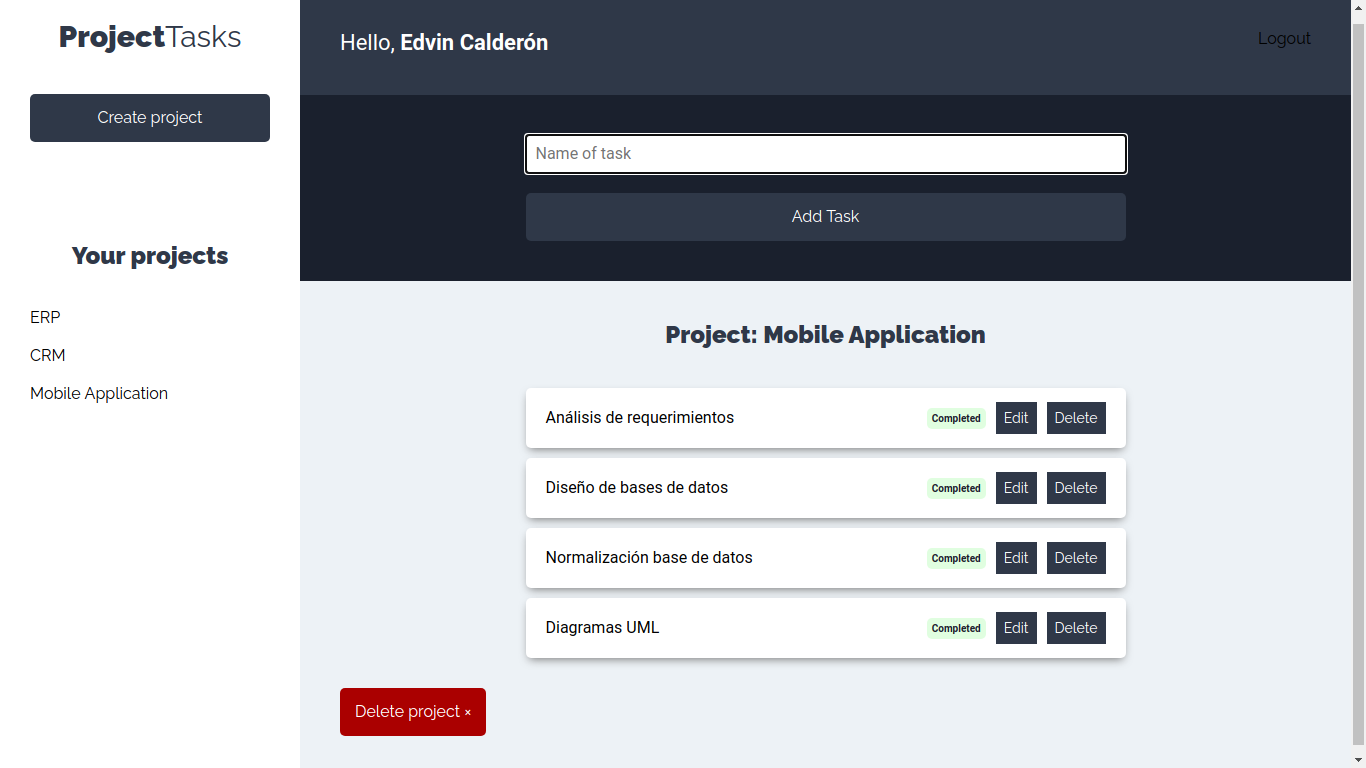 ProjectTasks
Create project
Your projects
ERP
CRM
Mobile Application
Hello, Edvin Calderón
Logout
Name of task
Add Task
Project: Mobile Application
Análisis de requerimientos Completed Edit Delete
Diseño de bases de datos Completed Edit Delete
Normalización base de datos Completed Edit Delete
Diagramas UML Completed Edit Delete
Delete project ×